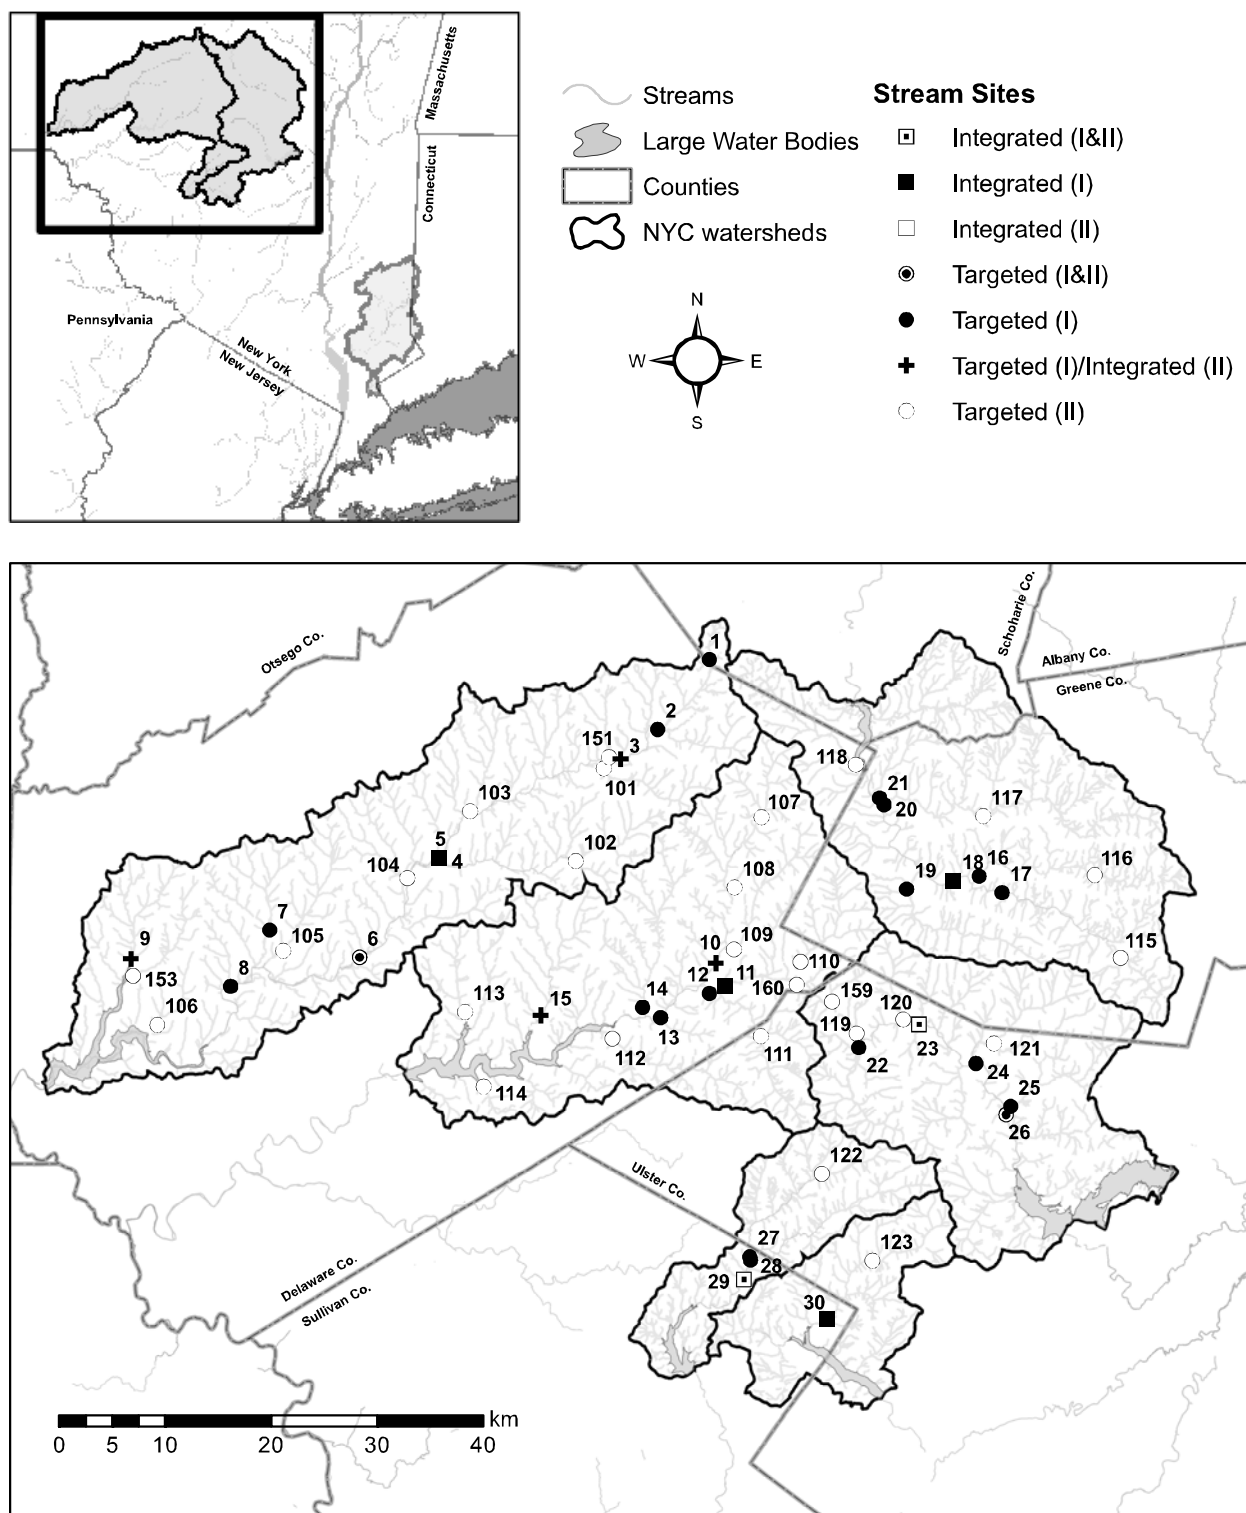 Massachusetts
Connecticut
Pennsylvania
New York
New Jersey
Streams
Large Water Bodies
Counties
NYC watersheds
N
W
E
S
Stream Sites
Integrated (I&II)
Integrated (I)
Integrated (II)
Targeted (I&II)
Targeted (I)
Targeted (I)/Integrated (II)
Targeted (II)
Otsego Co.
Schoharie Co.
Albany Co.
Greene Co.
1
2
151
3
101
118
103
107
21
20
117
5
4
102
104
108
19
18
16
17
116
7
105
6
9
153
8
106
10
109
12
11
110
160
115
113
15
14
13
112
111
114
159
120
119
23
22
121
24
25
26
122
Ulster Co.
27
28
29
123
30
Delaware Co.
Sullivan Co.
km
0 5 10 20 30 40